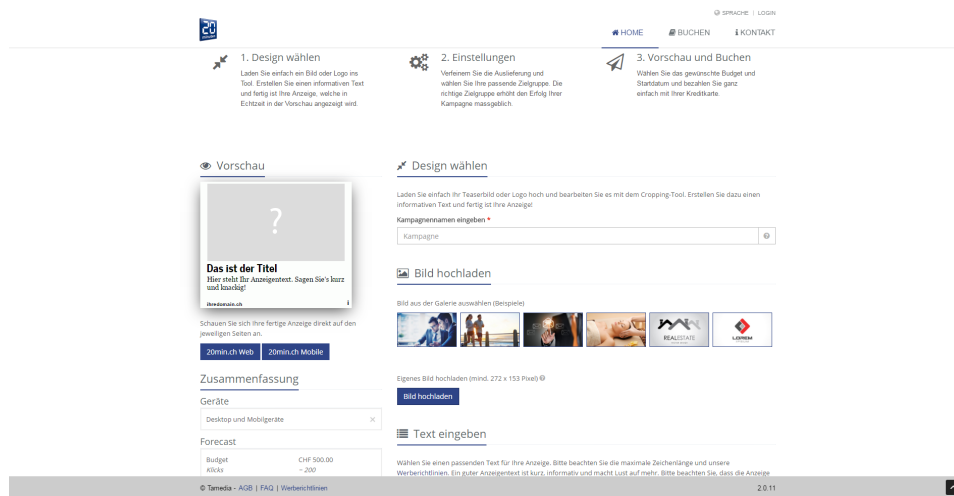 SPRACHE | LOGIN
20
HOME BUCHEN KONTAKT
1. Design wählen
Laden Sie einfach ein Bild oder Logo ins
Tool. Erstellen Sie einen informativen Text
und fertig ist Ihre Anzeige, welche in
Echtzeit in der Vorschau angezeigt wird.
2. Einstellungen
Verfeinern Sie die Auslieferung und
wählen Sie Ihre passende Zielgruppe. Die
richtige Zielgruppe erhöht den Erfolg Ihrer
Kampagne massgeblich.
3. Vorschau und Buchen
Wählen Sie das gewünschte Budget und
Startdatum und bezahlen Sie ganz
einfach mit Ihrer Kreditkarte.
Vorschau
?
Das ist der Titel
Hier steht Ihr Anzeigentext. Sagen Sie's kurz
und knackig!
ihredomain.ch
Schauen Sie sich Ihre fertige Anzeige direkt auf den
jeweiligen Seiten an.
20min.ch Web 20min.ch Mobile
Zusammenfassung
Geräte
Desktop und Mobilgeräte
Forecast
Budget CHF 500.00
Klicks ~ 200
Design wählen
Laden Sie einfach Ihr Teaserbild oder Logo hoch und bearbeiten Sie es mit dem Cropping-Tool. Erstellen Sie dazu einen
informativen Text und fertig ist Ihre Anzeige!
Kampagnennamen eingeben *
Kampagne
Bild hochladen
Bild aus der Galerie auswählen (Beispiele)
REALESTATE
LOREM
Eigenes Bild hochladen (mind. 272 x 153 Pixel)
Bild hochladen
Text eingeben
Wählen Sie einen passenden Text für Ihre Anzeige. Bitte beachten Sie die maximale Zeichenlänge und unsere
Werberichtlinien. Ein guter Anzeigentext ist kurz, informativ und macht Lust auf mehr. Bitte beachten Sie, dass die Anzeige
© Tamedia - AGB | FAQ | Werberichtlinien
2.0.11